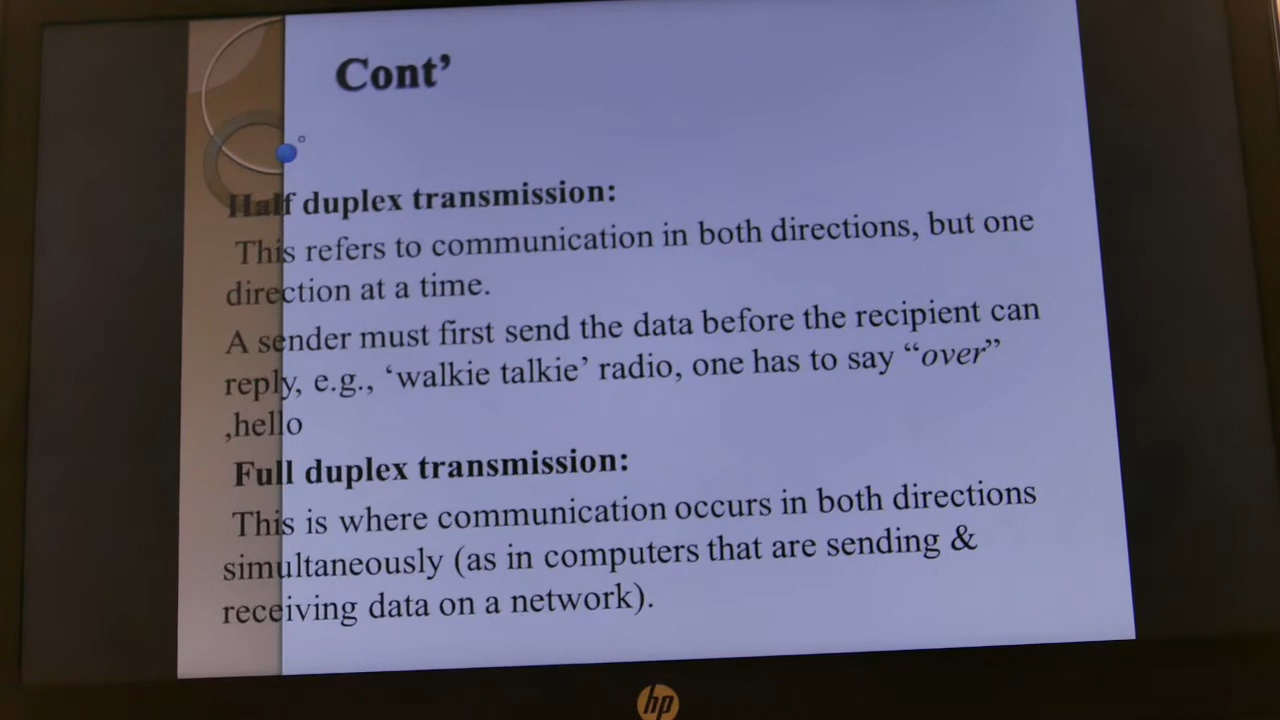 Cont’
Half duplex transmission:
This refers to communication in both directions, but one
direction at a time.
A sender must first send the data before the recipient can
reply, e.g., ‘walkie talkie’ radio, one has to say “over”
,hello
Full duplex transmission:
This is where communication occurs in both directions
simultaneously (as in computers that are sending &
receiving data on a network).
hp